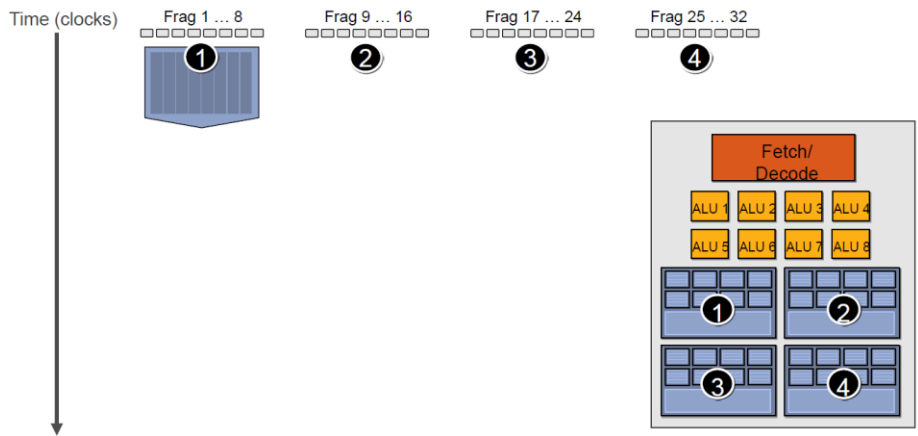 Time (clocks)
Frag 1 … 8
Frag 9 … 16
Frag 17 … 24
Frag 25 … 32
1
2
3
4
Fetch/
Decode
ALU 1
ALU 2
ALU 3
ALU 4
ALU 5
ALU 6
ALU 7
ALU 8
1
2
3
4